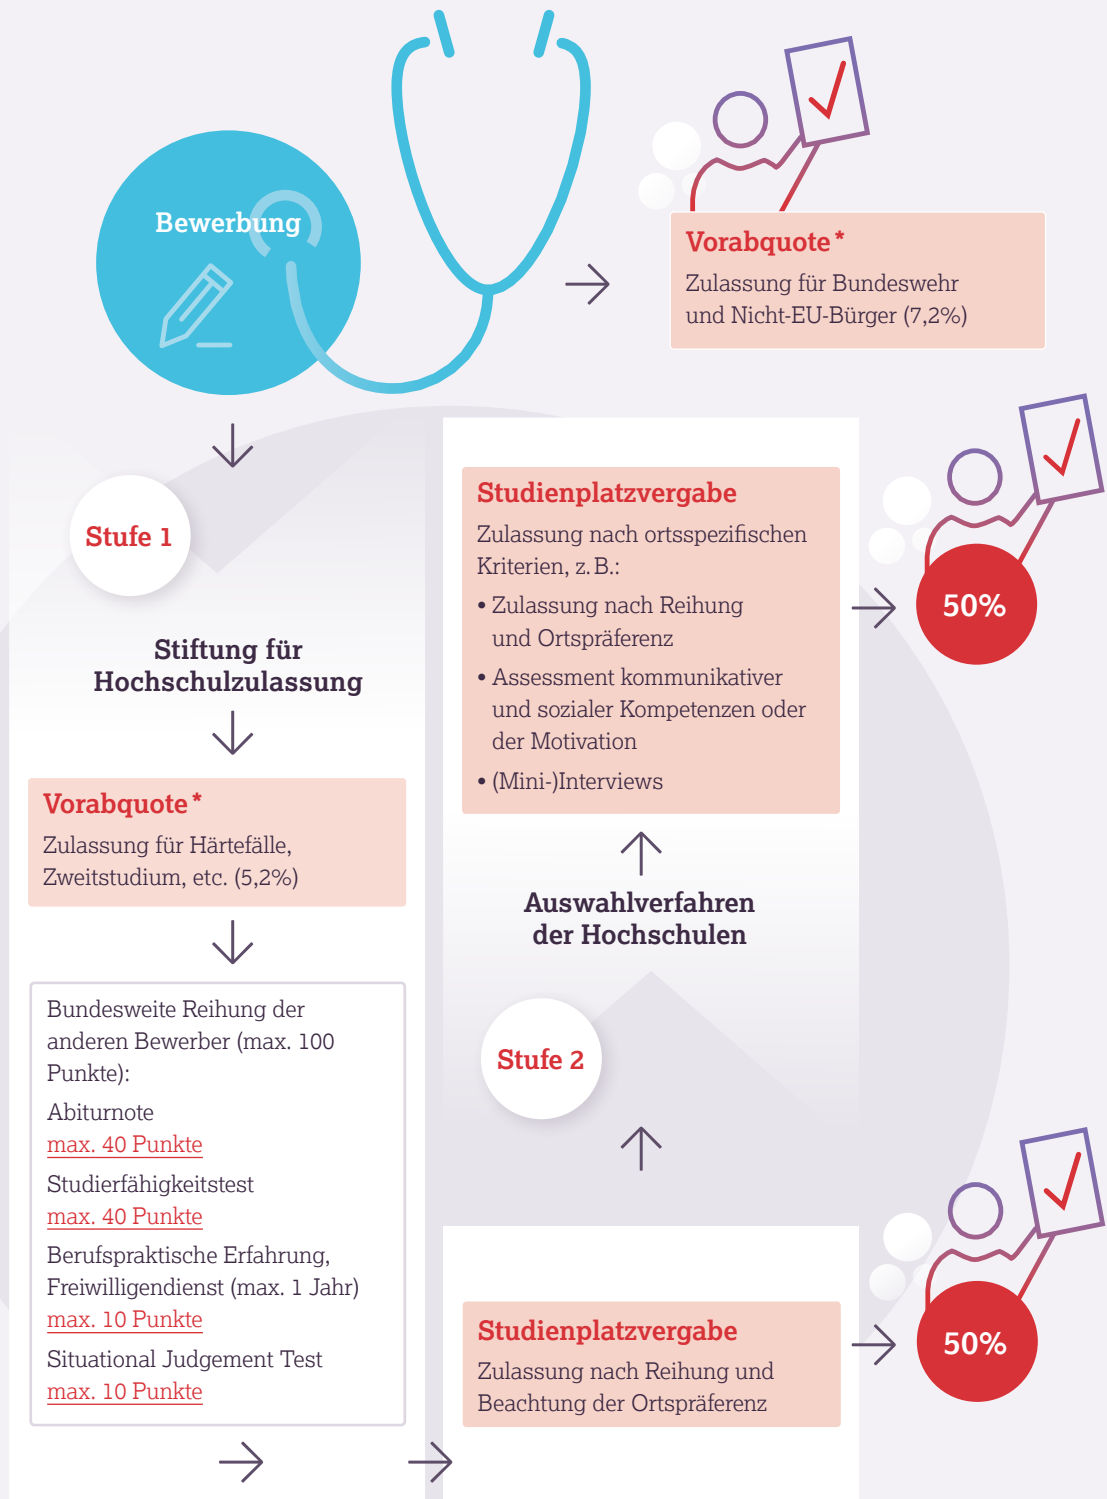 Bewerbung
Vorabquote*
Zulassung für Bundeswehr
und Nicht-EU-Bürger (7,2%)
Stufe 1
Stiftung für
Hochschulzulassung
Vorabquote*
Zulassung für Härtefälle,
Zweitstudium, etc. (5,2%)
Bundesweite Reihung der
anderen Bewerber (max. 100
Punkte):
Abiturnote
max. 40 Punkte
Studierfähigkeitstest
max. 40 Punkte
Berufspraktische Erfahrung,
Freiwilligendienst (max. 1 Jahr)
max. 10 Punkte
Situational Judgement Test
max. 10 Punkte
Studienplatzvergabe
Zulassung nach Reihung und
Beachtung der Ortspräferenz
50%
Stufe 2
Auswahlverfahren
der Hochschulen
Studienplatzvergabe
Zulassung nach ortsspezifischen
Kriterien, z. B.:
• Zulassung nach Reihung
und Ortspräferenz
• Assessment kommunikativer
und sozialer Kompetenzen oder
der Motivation
• (Mini-)Interviews
50%